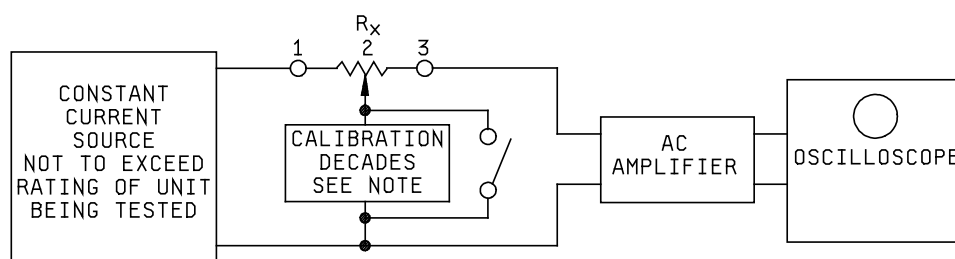 Rx
1 2 3
CONSTANT
CURRENT
SOURCE
NOT TO EXCEED
RATING OF UNIT
BEING TESTED
CALIBRATION
DECADES
SEE NOTE
AC
AMPLIFIER
OSCILLOSCOPE